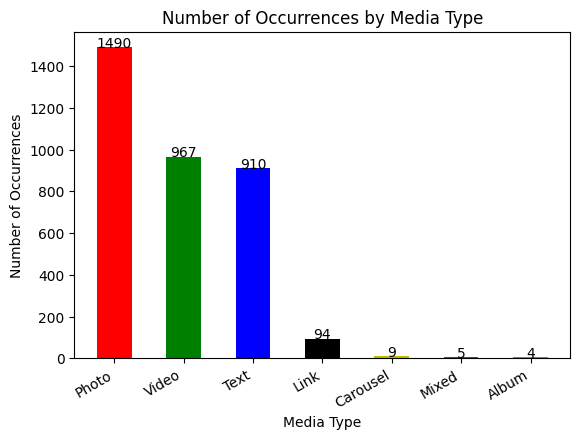 Number of Occurrences by Media Type
Number of Occurrences
1400
1200
1000
800
600
400
200
0
1490
967
910
94
9
5
4
Photo
Video
Text
Link
Carousel
Mixed
Album
Media Type